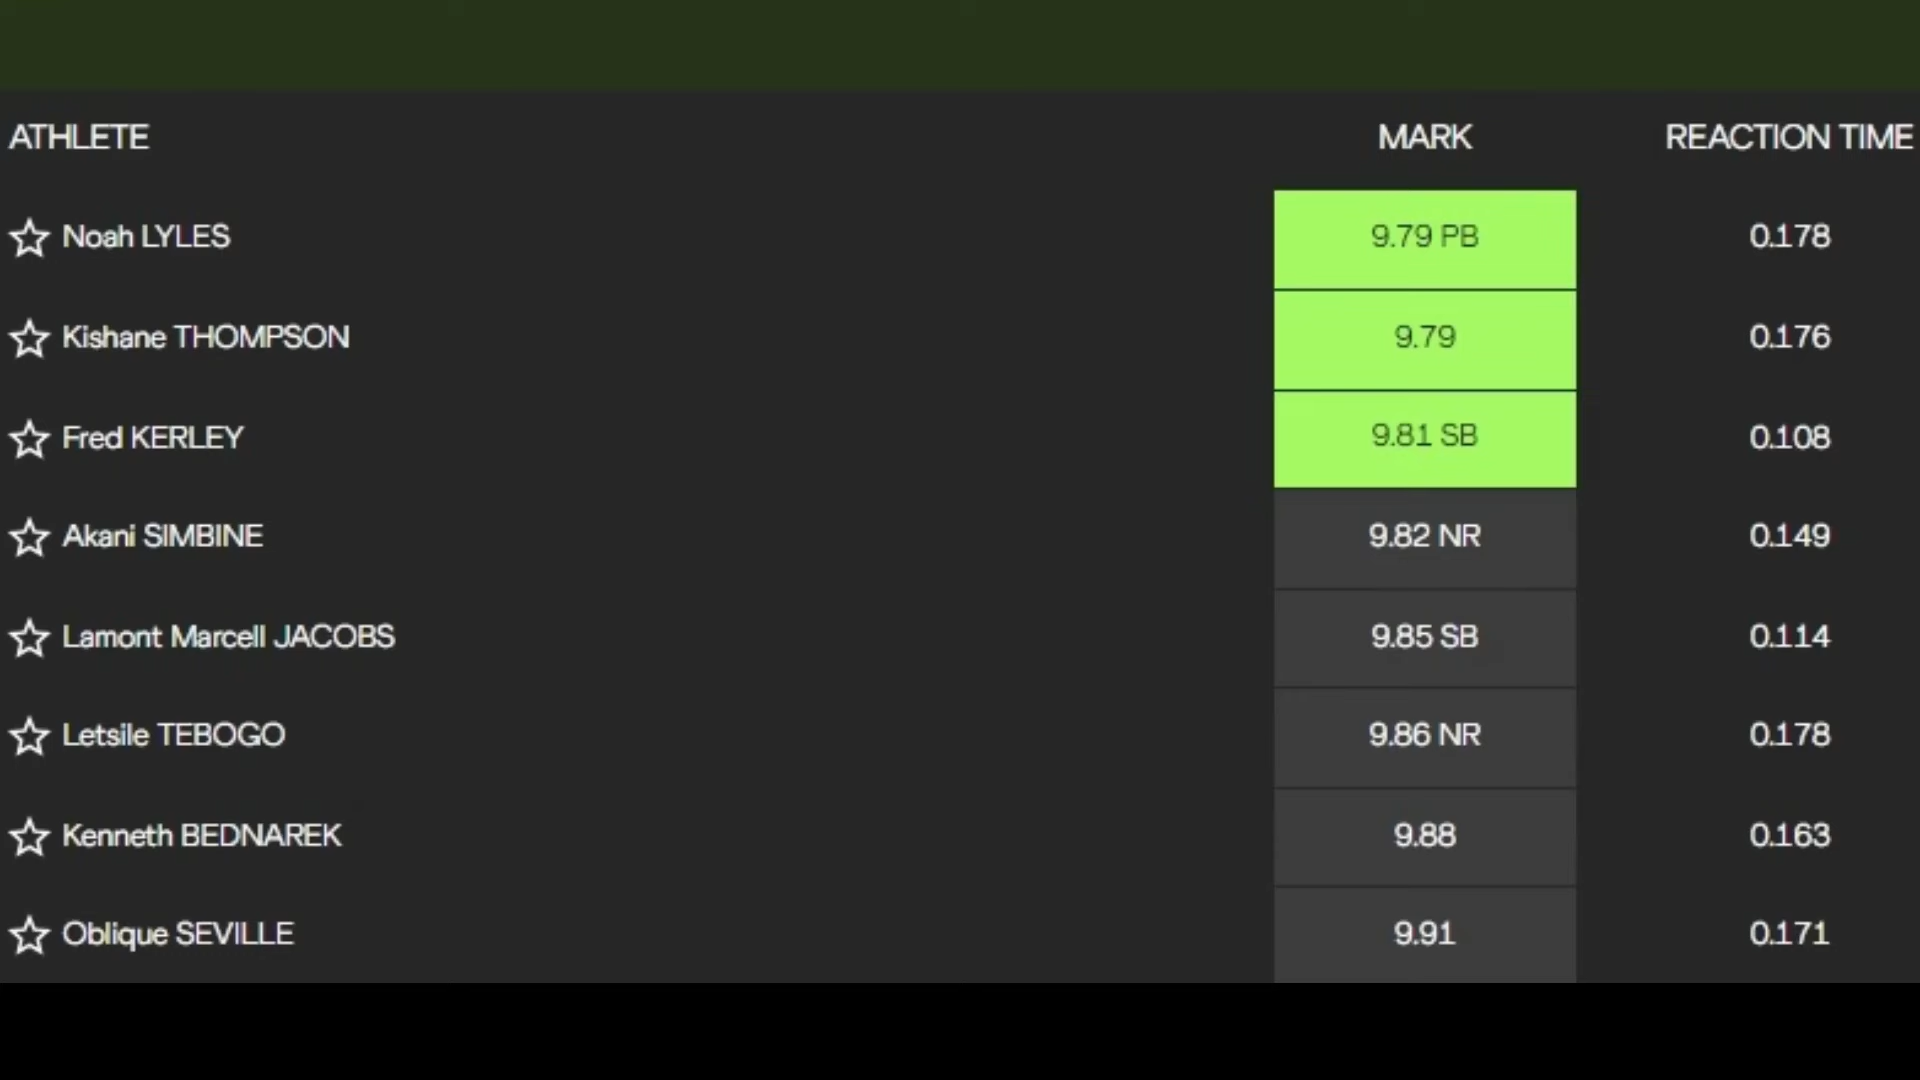 ATHLETE MARK REACTION TIME
Noah LYLES 9.79 PB 0.178
Kishane THOMPSON 9.79 0.176
Fred KERLEY 9.81 SB 0.108
Akani SIMBINE 9.82 NR 0.149
Lamont Marcell JACOBS 9.85 SB 0.114
Letsile TEBOGO 9.86 NR 0.178
Kenneth BEDNAREK 9.88 0.163
Oblique SEVILLE 9.91 0.171